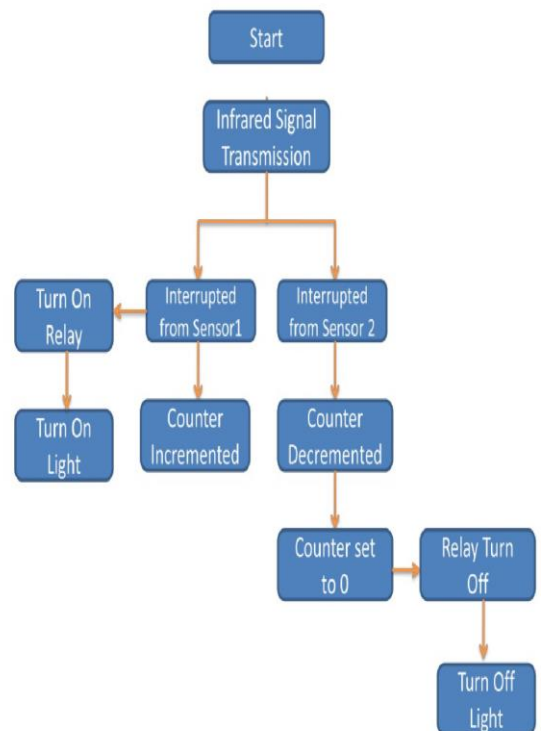 Start
Infrared Signal
Transmission
Interrupted
from Sensor1
Interrupted
from Sensor 2
Turn On
Relay
Turn On
Light
Counter
Incremented
Counter
Decremented
Counter set
to 0
Relay Turn
Off
Turn Off
Light